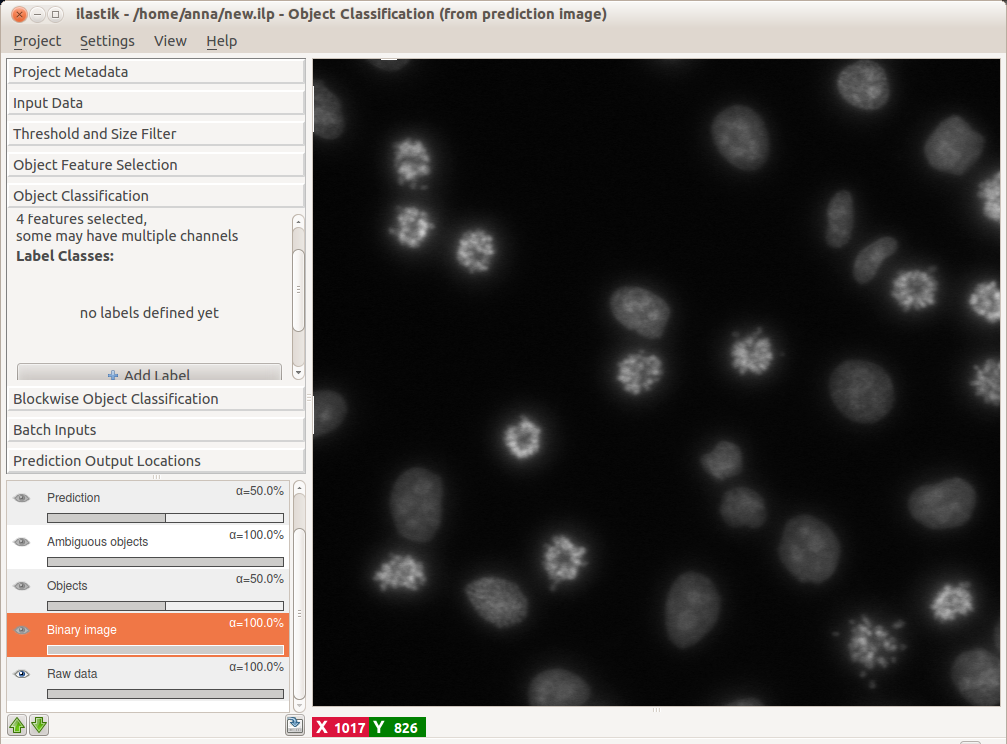 ilastik - /home/anna/new.ilp - Object Classification (from prediction image)
Project Settings View Help
Project Metadata
Input Data
Threshold and Size Filter
Object Feature Selection
Object Classification
4 features selected,
some may have multiple channels
Label Classes:
no labels defined yet
Add Label
Blockwise Object Classification
Batch Inputs
Prediction Output Locations
Prediction α=50.0%
Ambiguous objects α=100.0%
Objects α=50.0%
Binary image α=100.0%
Raw data α=100.0%
X 1017 Y 826